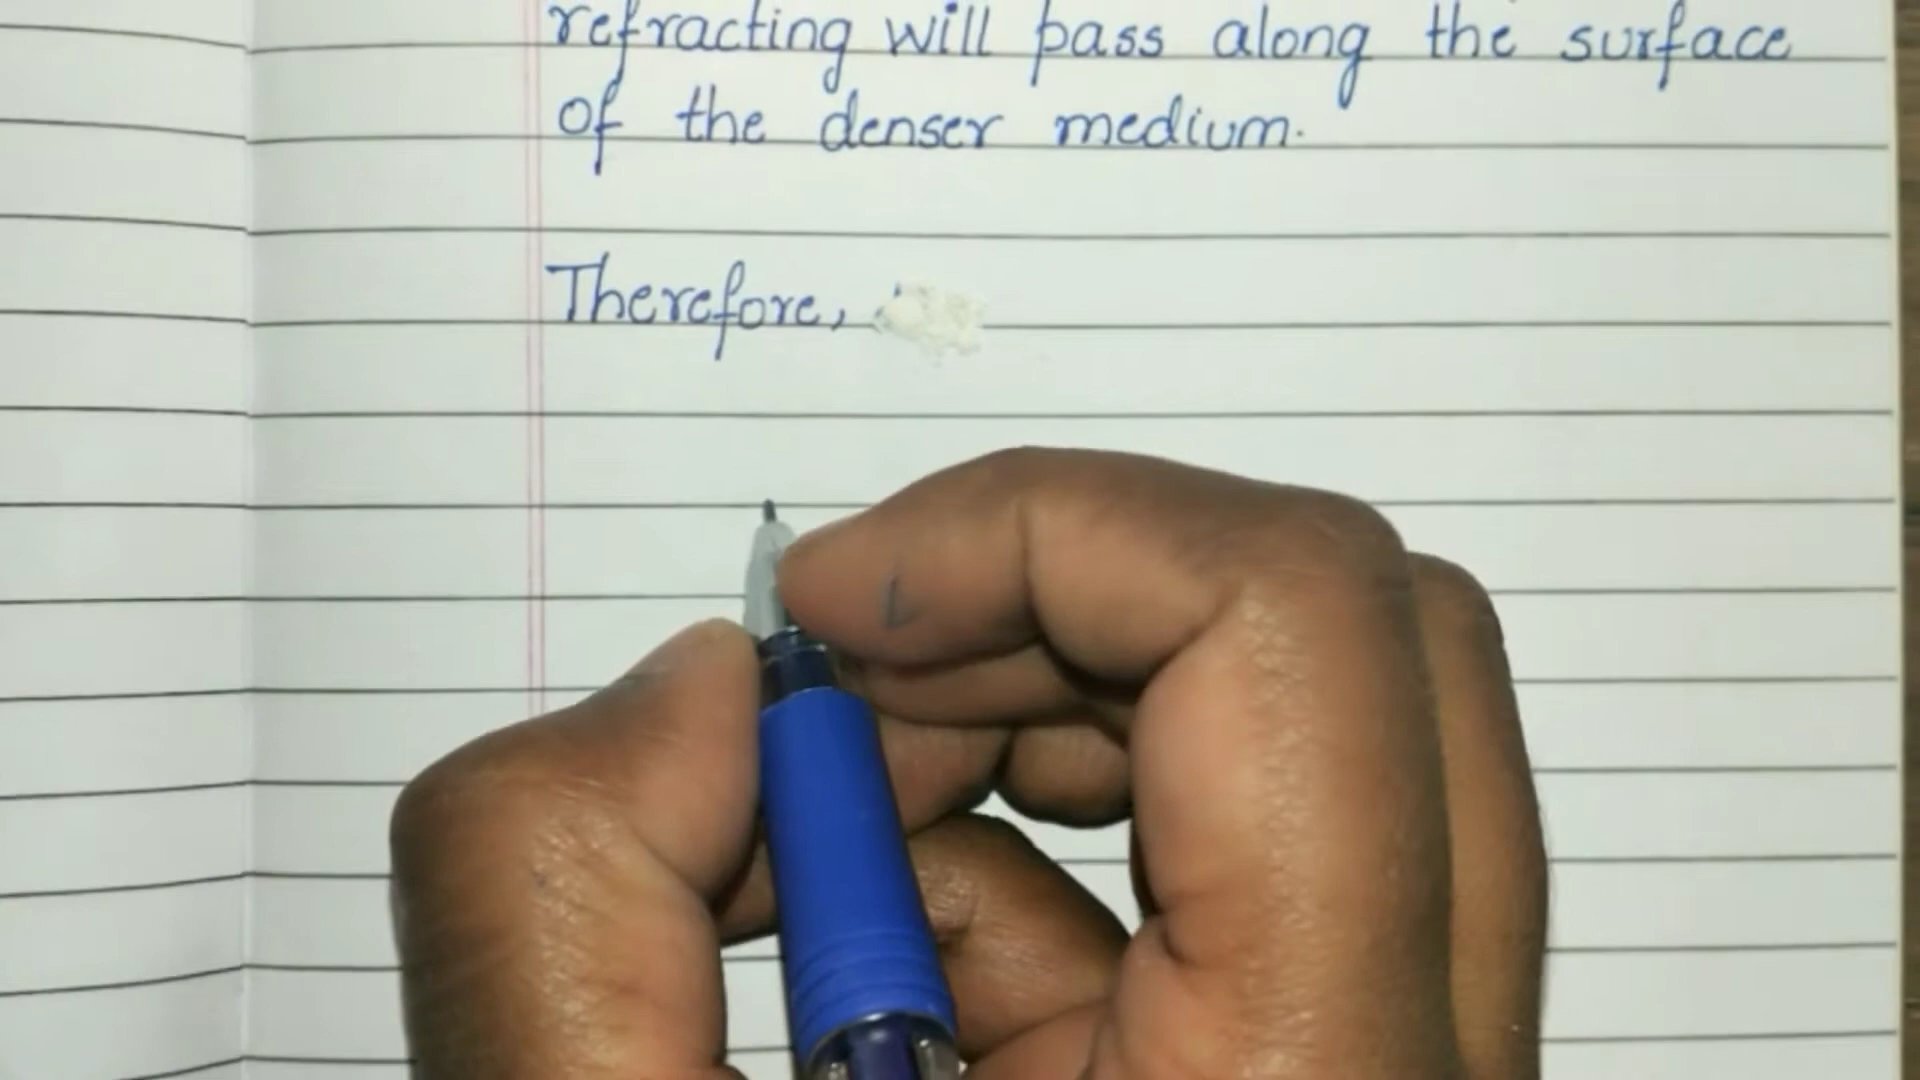 refracting will pass along the surface
of the denser medium.
Therefore,